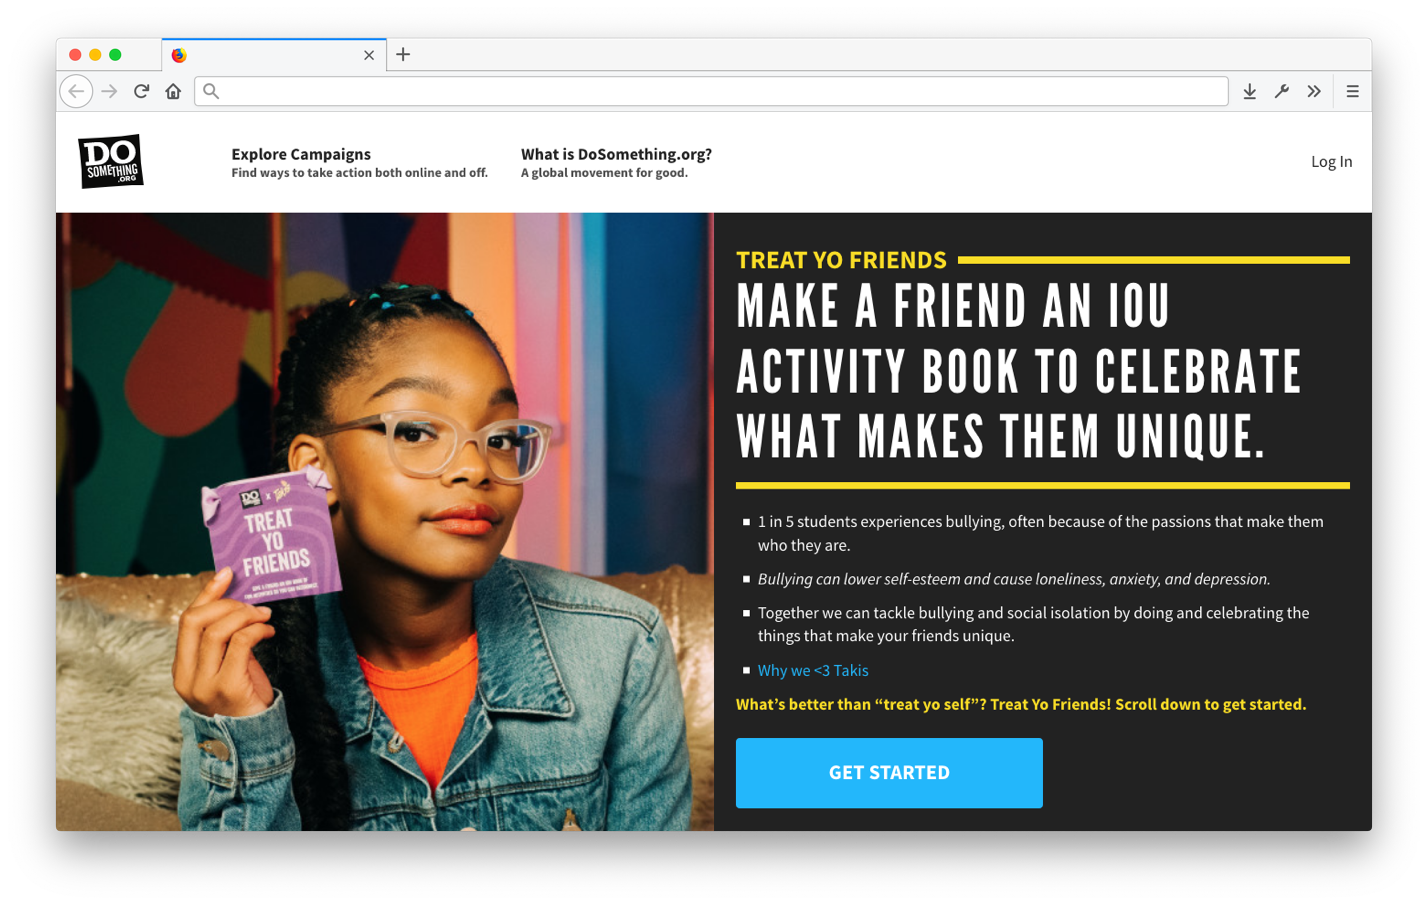 DO
SOMETHING
.ORG
Explore Campaigns
Find ways to take action both online and off.
What is DoSomething.org?
A global movement for good.
Log In
DO
SOMETHING
x Takis
TREAT
YO
FRIENDS
TREAT YO FRIENDS
MAKE A FRIEND AN IOU
ACTIVITY BOOK TO CELEBRATE
WHAT MAKES THEM UNIQUE.
1 in 5 students experiences bullying, often because of the passions that make them
who they are.
Bullying can lower self-esteem and cause loneliness, anxiety, and depression.
Together we can tackle bullying and social isolation by doing and celebrating the
things that make your friends unique.
Why we <3 Takis
What’s better than “treat yo self”? Treat Yo Friends! Scroll down to get started.
GET STARTED